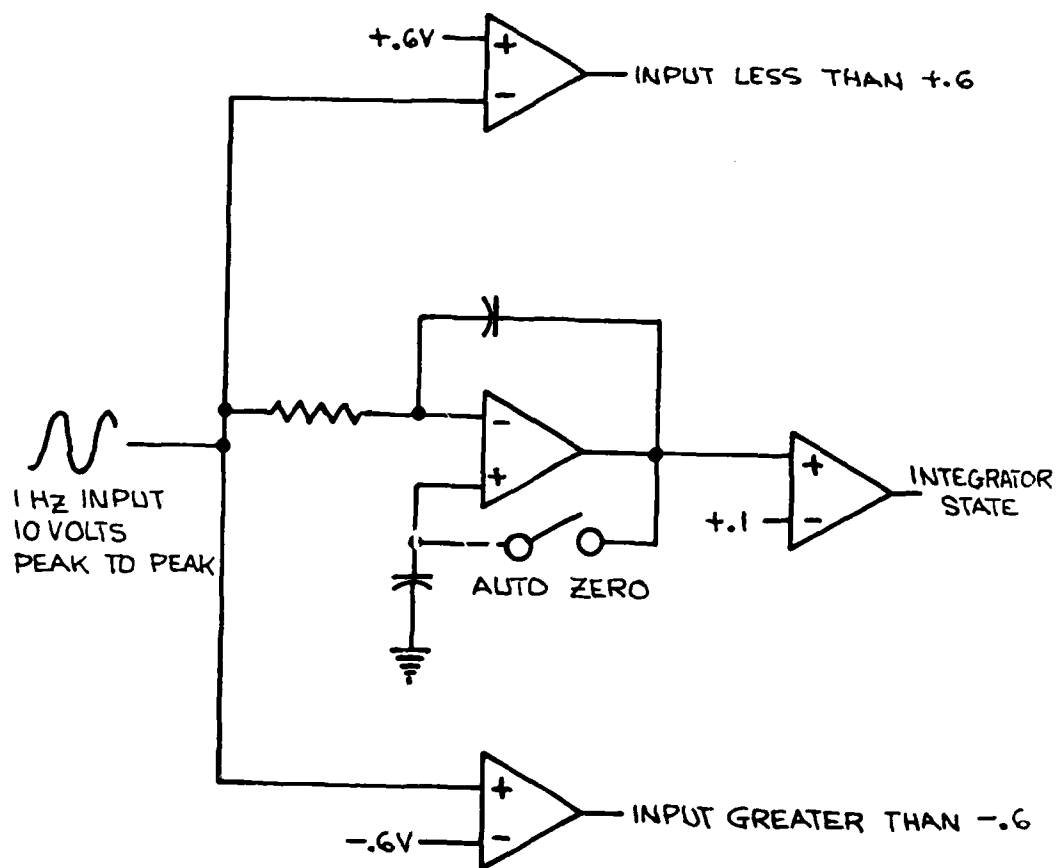 +.6V
+
-
INPUT LESS THAN +.6
-
+
1 HZ INPUT
10 VOLTS
PEAK TO PEAK
AUTO ZERO
+
+.1
-
INTEGRATOR
STATE
+
-
-.6V
INPUT GREATER THAN -.6